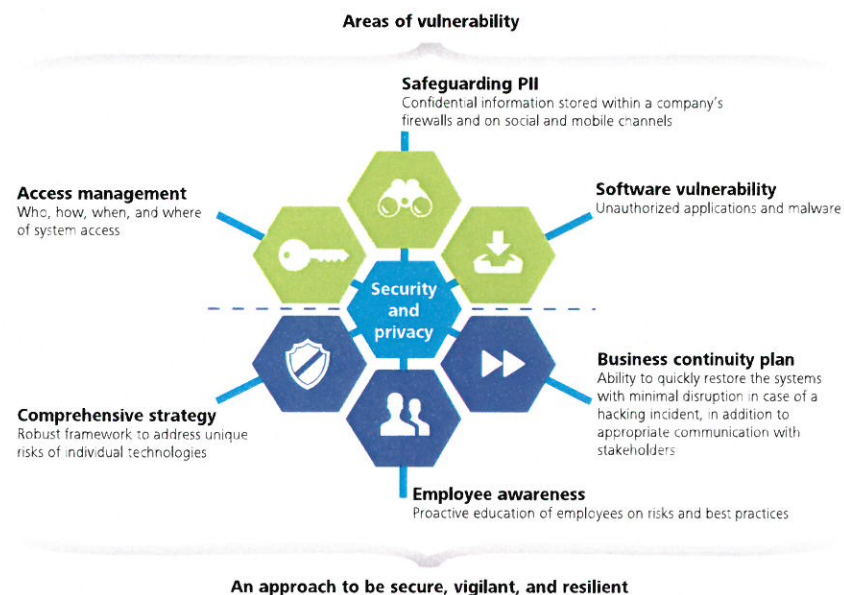 Areas of vulnerability
Safeguarding PII
Confidential information stored within a company's
firewalls and on social and mobile channels
Access management
Who, how, when, and where
of system access
Software vulnerability
Unauthorized applications and malware
Security
and
privacy
Business continuity plan
Ability to quickly restore the systems
with minimal disruption in case of a
hacking incident, in addition to
appropriate communication with
stakeholders
Comprehensive strategy
Robust framework to address unique
risks of individual technologies
Employee awareness
Proactive education of employees on risks and best practices
An approach to be secure, vigilant, and resilient